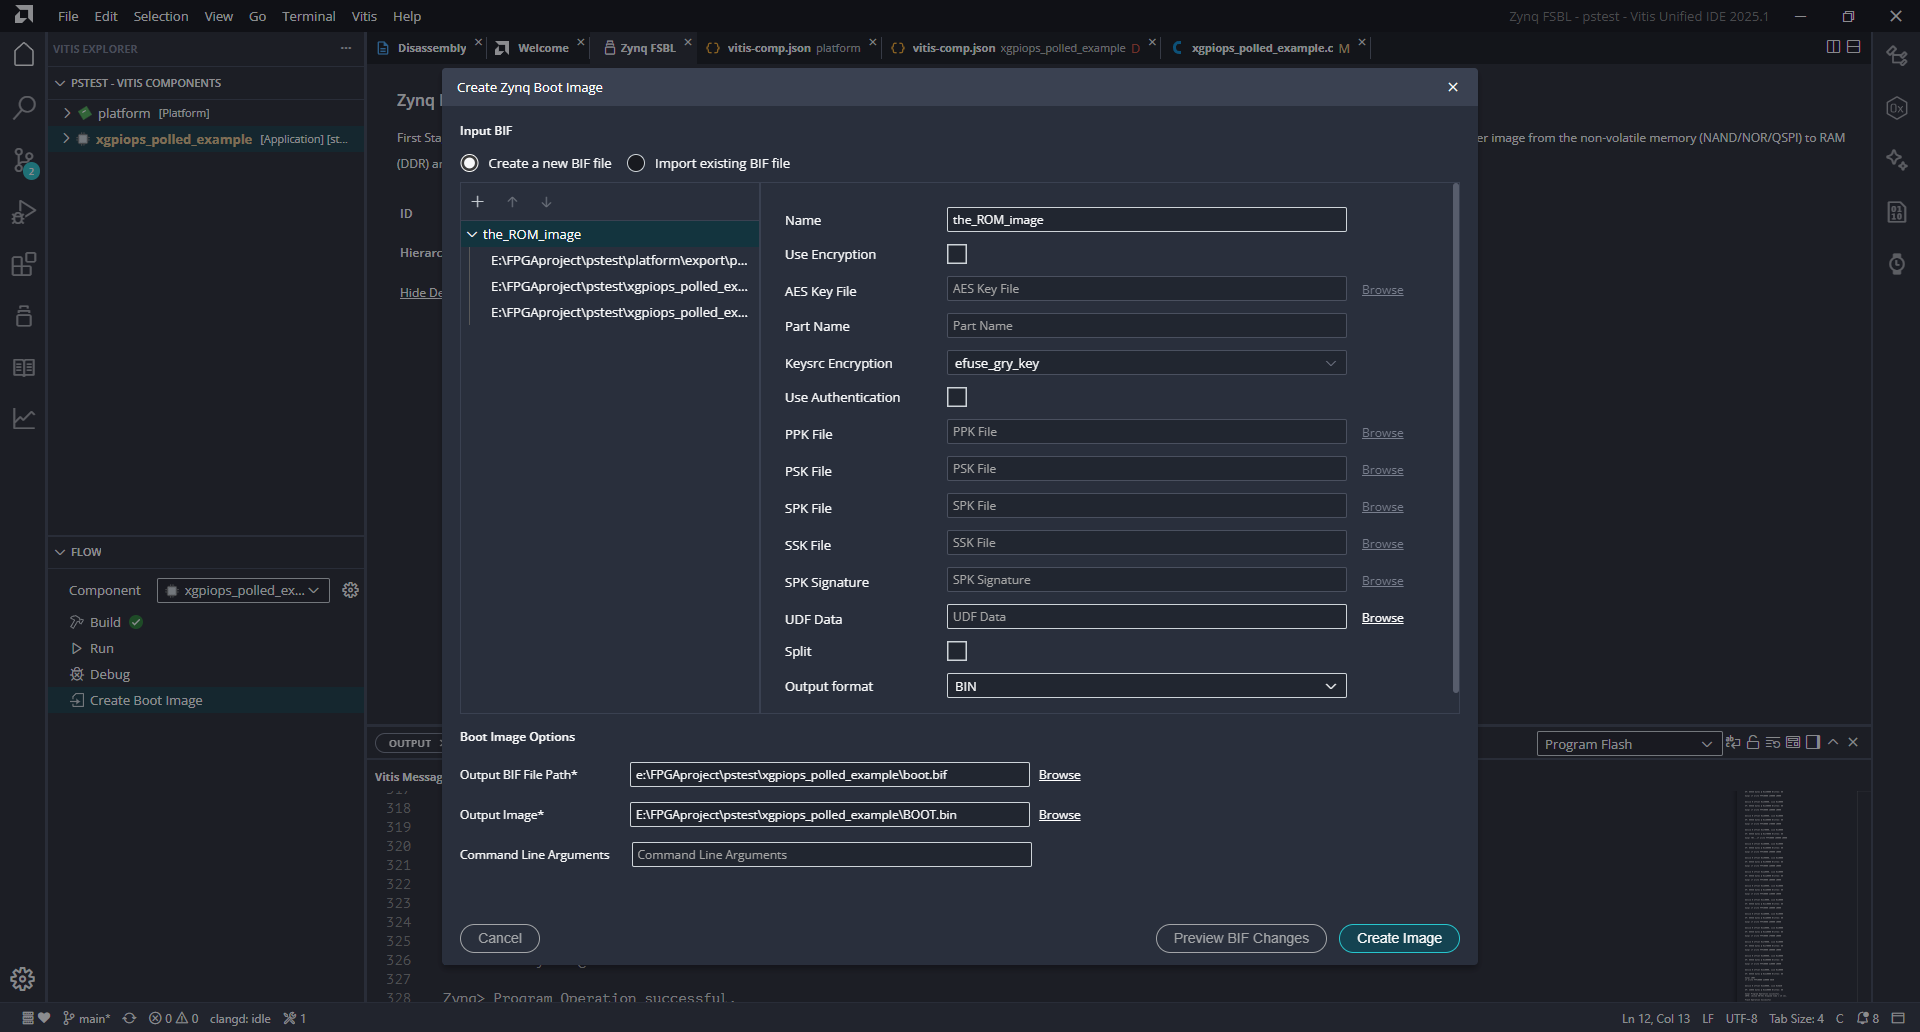 File Edit Selection View Go Terminal Vitis Help
Zynq FSBL - pstest - Vitis Unified IDE 2025.1
VITIS EXPLORER
Disassembly Welcome Zynq FSBL vitis-comp.json platform vitis-comp.json xgpiops_polled_example D xgpiops_polled_example.c M
PSTEST - VITIS COMPONENTS
platform [Platform]
xgpiops_polled_example [Application] [st...
2
FLOW
Component xgpiops_polled_ex...
Build
Run
Debug
Create Boot Image
Zynq
First Sta
er image from the non-volatile memory (NAND/NOR/QSPI) to RAM
(DDR) ar
ID
Hierarc
Hide De
Create Zynq Boot Image
Input BIF
Create a new BIF file Import existing BIF file
the_ROM_image
E:\FPGAproject\pstest\platform\export\p...
E:\FPGAproject\pstest\xgpiops_polled_ex...
E:\FPGAproject\pstest\xgpiops_polled_ex...
Name the_ROM_image
Use Encryption
AES Key File AES Key File Browse
Part Name Part Name
Keysrc Encryption efuse_gry_key
Use Authentication
PPK File PPK File Browse
PSK File PSK File Browse
SPK File SPK File Browse
SSK File SSK File Browse
SPK Signature SPK Signature Browse
UDF Data UDF Data Browse
Split
Output format BIN
Boot Image Options
Output BIF File Path* e:\FPGAproject\pstest\xgpiops_polled_example\boot.bif Browse
Output Image* E:\FPGAproject\pstest\xgpiops_polled_example\BOOT.bin Browse
Command Line Arguments Command Line Arguments
Cancel Preview BIF Changes Create Image
OUTPUT
Program Flash
Vitis Messag
317
318
319
320
321
322
323
324
325
326
327
328 Zynq> Program Operation successful.
main* 0 0 clangd: idle 1
Ln 12, Col 13 LF UTF-8 Tab Size: 4 C 8